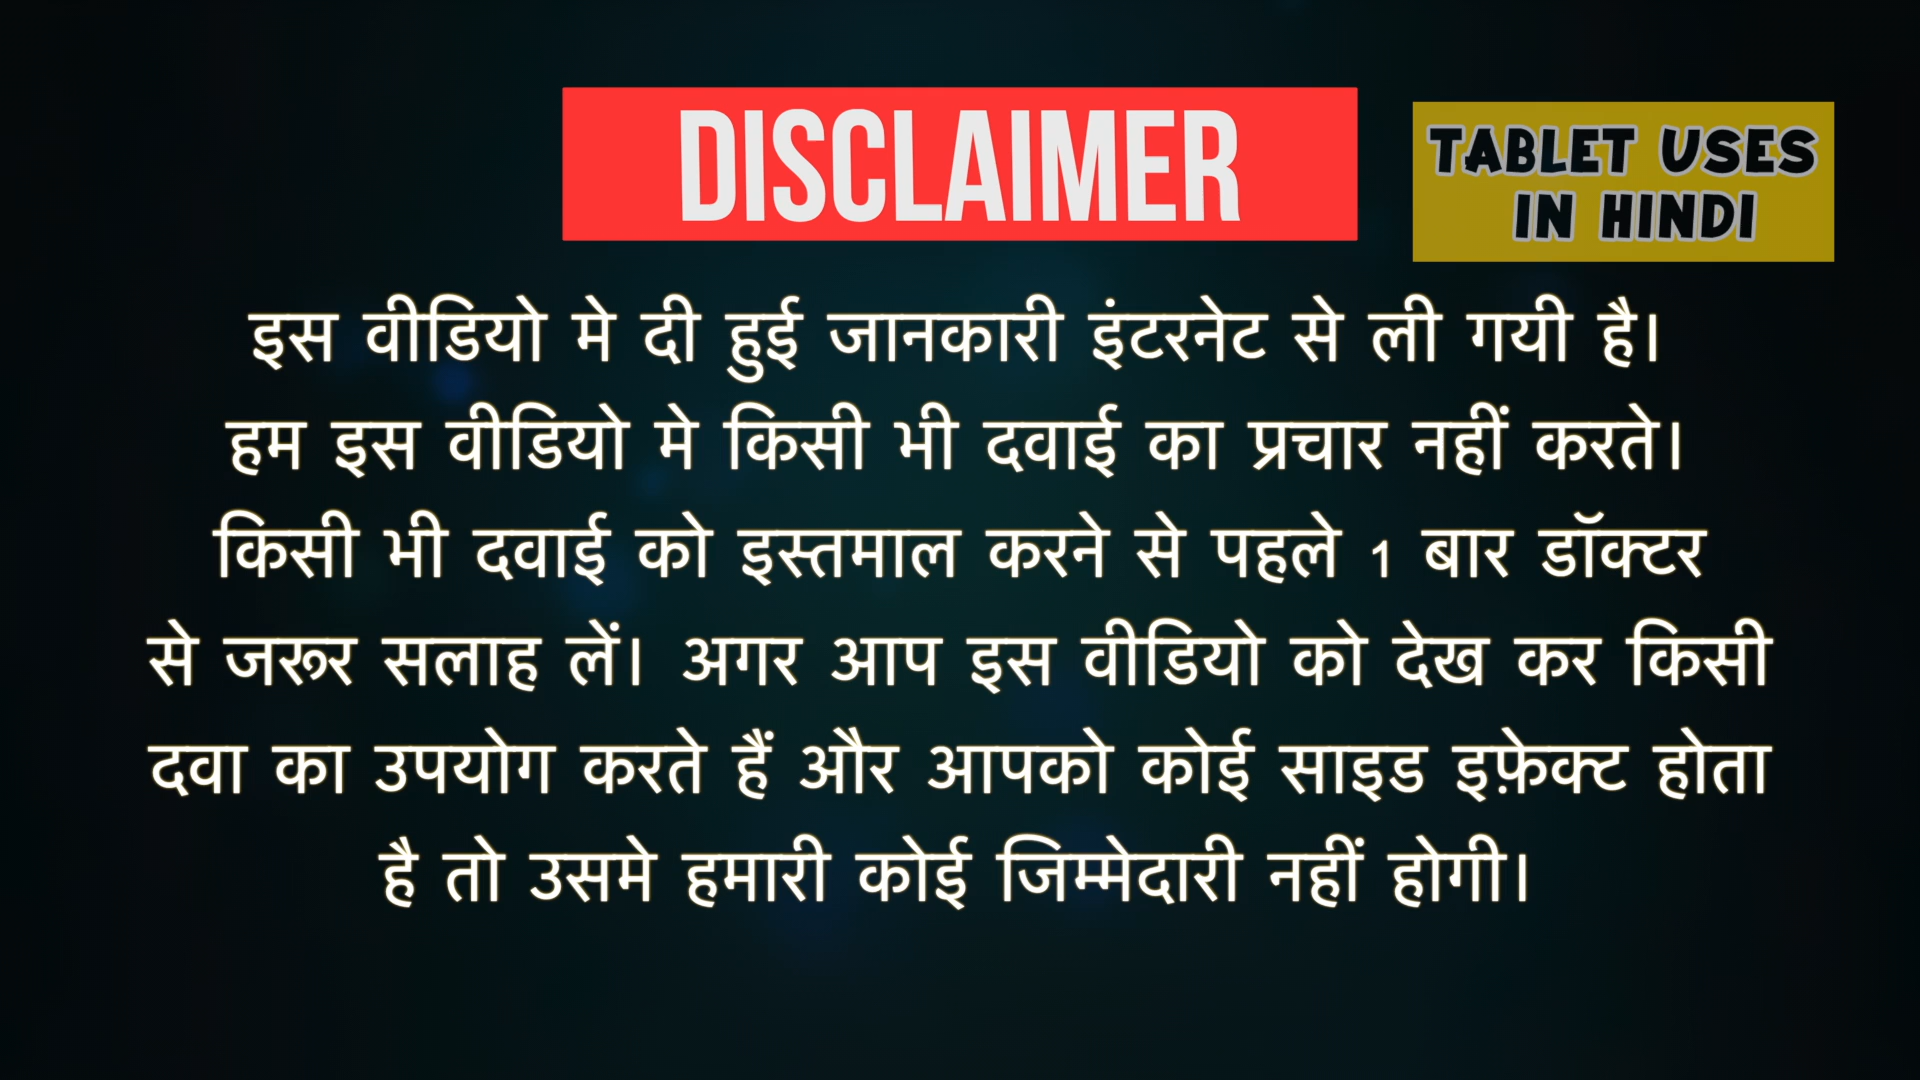 DISCLAIMER
TABLET USES
IN HINDI
इस वीडियो मे दी हुई जानकारी इंटरनेट से ली गयी है।
हम इस वीडियो मे किसी भी दवाई का प्रचार नहीं करते।
किसी भी दवाई को इस्तमाल करने से पहले 1 बार डॉक्टर
से जरूर सलाह लें। अगर आप इस वीडियो को देख कर किसी
दवा का उपयोग करते हैं और आपको कोई साइड इफ़ेक्ट होता
है तो उसमे हमारी कोई जिम्मेदारी नहीं होगी।